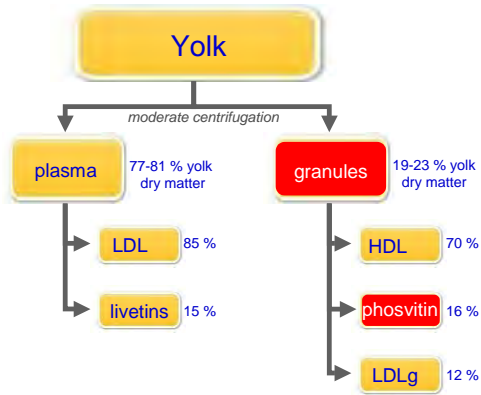 Yolk
moderate centrifugation
plasma
77-81 % yolk
dry matter
granules
19-23 % yolk
dry matter
LDL
85 %
HDL
70 %
livetins
15 %
phosvitin
16 %
LDLg
12 %